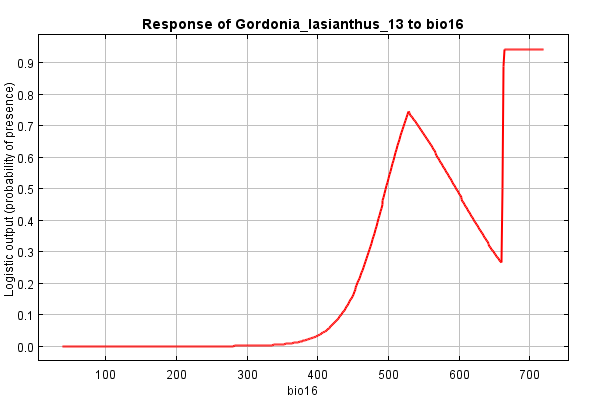 Response of Gordonia_lasianthus_13 to bio16
Logistic output (probability of presence)
0.9
0.8
0.7
0.6
0.5
0.4
0.3
0.2
0.1
0.0
100 200 300 400 500 600 700
bio16